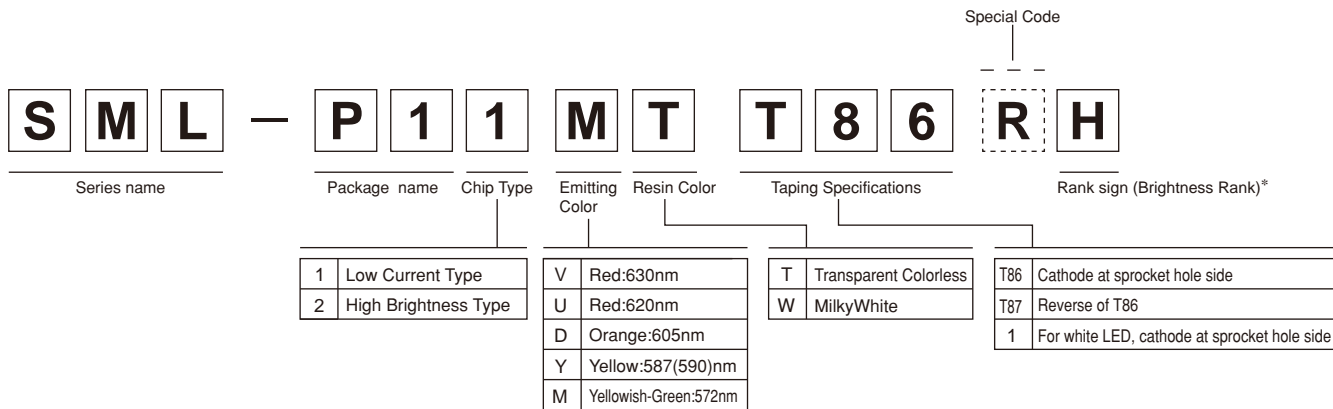 Special Code
S M L — P 1 1 M T T 8 6 R H
Series name Package name Chip Type Emitting Color Resin Color Taping Specifications Rank sign (Brightness Rank)*
1 Low Current Type
2 High Brightness Type
V Red:630nm
U Red:620nm
D Orange:605nm
Y Yellow:587(590)nm
M Yellowish-Green:572nm
T Transparent Colorless
W MilkyWhite
T86 Cathode at sprocket hole side
T87 Reverse of T86
1 For white LED, cathode at sprocket hole side